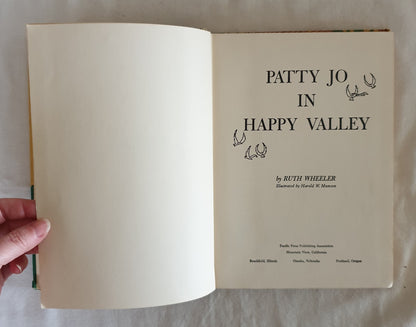 PATTY JO
IN
HAPPY VALLEY
by RUTH WHEELER
Illustrated by Harold W. Munson
Pacific Press Publishing Association
Mountain View, California
Brookfield, Illinois Omaha, Nebraska Portland, Oregon